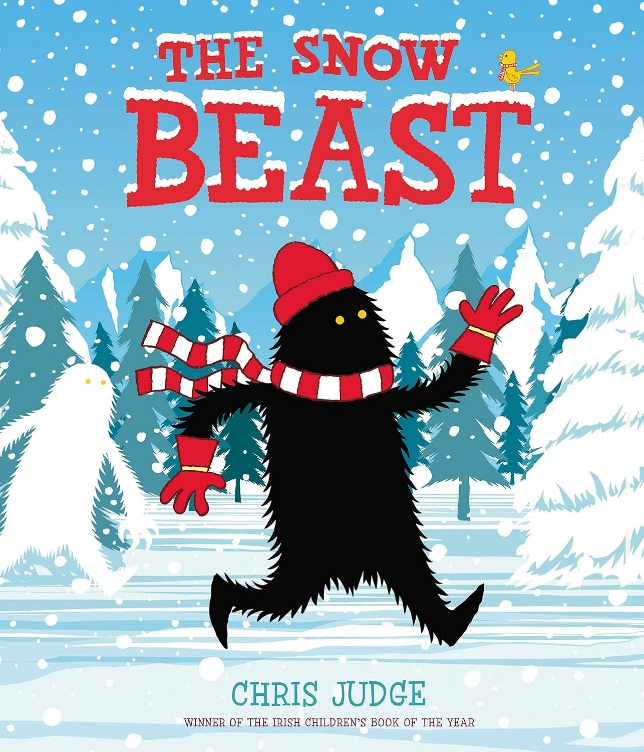 THE SNOW
BEAST
CHRIS JUDGE
WINNER OF THE IRISH CHILDREN'S BOOK OF THE YEAR